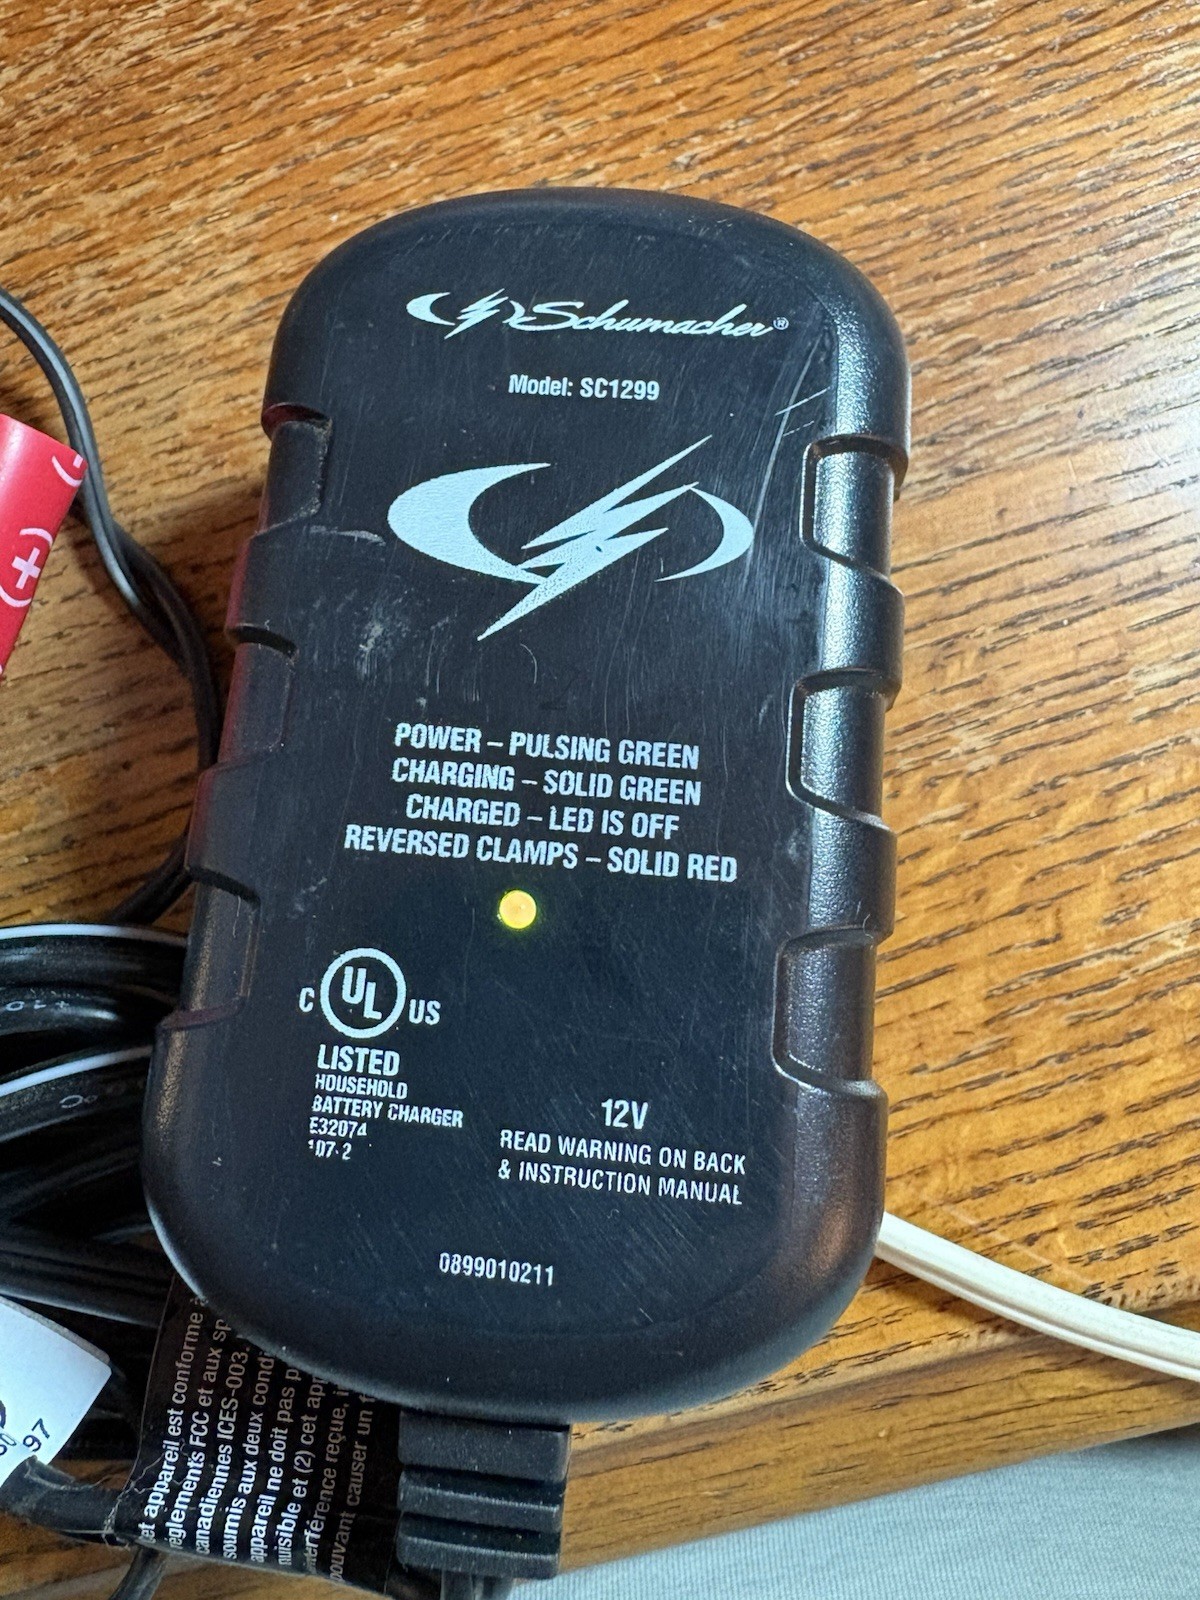 Schumacher®
Model: SC1299
(+)
POWER – PULSING GREEN
CHARGING – SOLID GREEN
CHARGED – LED IS OFF
REVERSED CLAMPS – SOLID RED
C UL US
LISTED
HOUSEHOLD
BATTERY CHARGER
E32074
107-2
12V
READ WARNING ON BACK
& INSTRUCTION MANUAL
0899010211
97
Cet appareil est conforme
règlements FCC et aux
canadiennes ICES-003.
soumis aux deux
appareil ne doit pas
nuisible et (2) cet
interférence reçue,
pouvant causer un